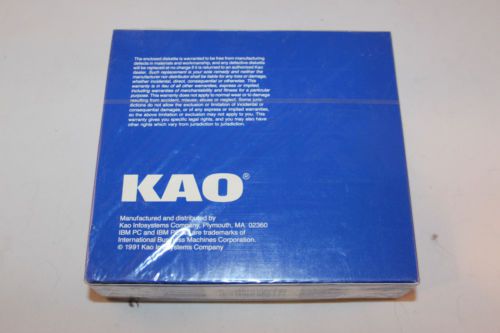 The enclosed diskette is warranted to be free from manufacturing
defects in materials and workmanship, and any defective diskette
will be replaced at no charge if it is returned to an authorized Kao
dealer. Such replacement is your sole remedy and neither the
manufacturer nor distributor shall be liable for any loss or damage,
whether incidental, direct, consequential, or otherwise. This
warranty is in lieu of all other warranties, express or implied
including warranties of merchantability and fitness for a particular
purpose. This warranty does not apply to normal wear or to damage
resulting from accident, misuse, abuse or neglect. Some juris-
dictions do not allow the exclusion or limitation of incidental or
consequential damages, or of any express or implied warranties,
so the above limitation or exclusion may not apply to you. This
warranty gives you specific legal rights, and you may also have
other rights which vary from jurisdiction to jurisdiction.
KAO®
Manufactured and distributed by
Kao Infosystems Company, Plymouth, MA 02360
IBM PC and IBM PC are trademarks of
International Business Machines Corporation.
© 1991 Kao Infosystems Company